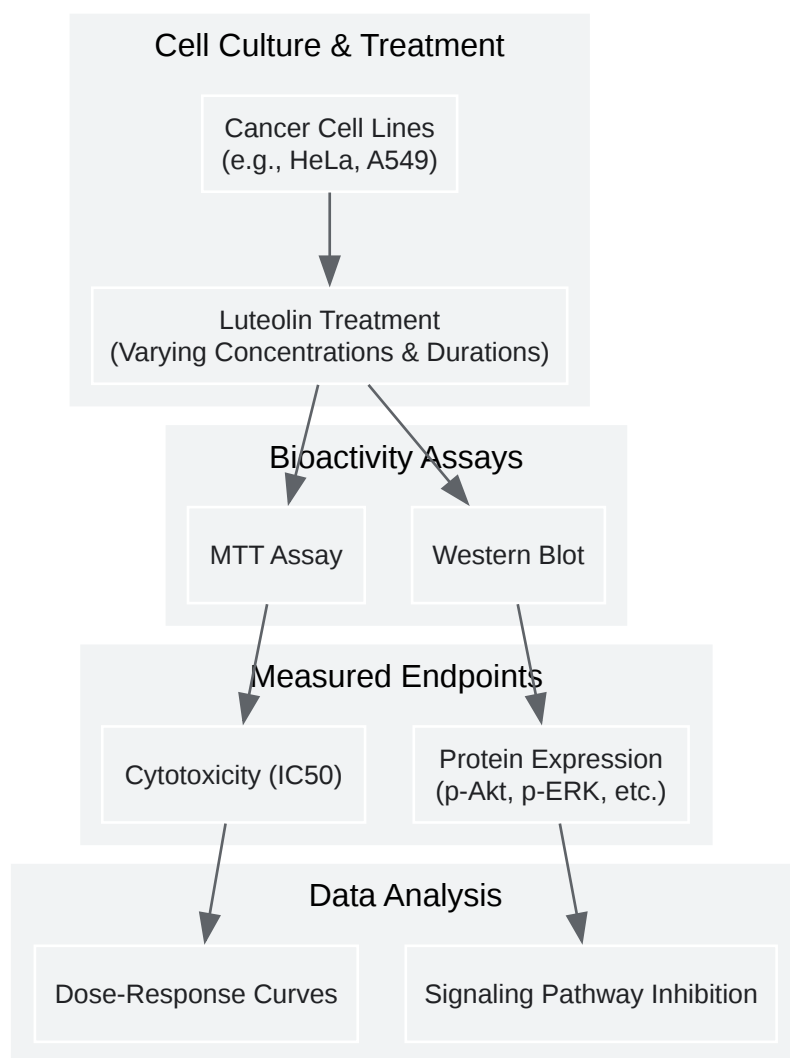 Cell Culture & Treatment
Cancer Cell Lines
(e.g., HeLa, A549)
Luteolin Treatment
(Varying Concentrations & Durations)
Bioactivity Assays
MTT Assay
Western Blot
Measured Endpoints
Cytotoxicity (IC50)
Protein Expression
(p-Akt, p-ERK, etc.)
Data Analysis
Dose-Response Curves
Signaling Pathway Inhibition